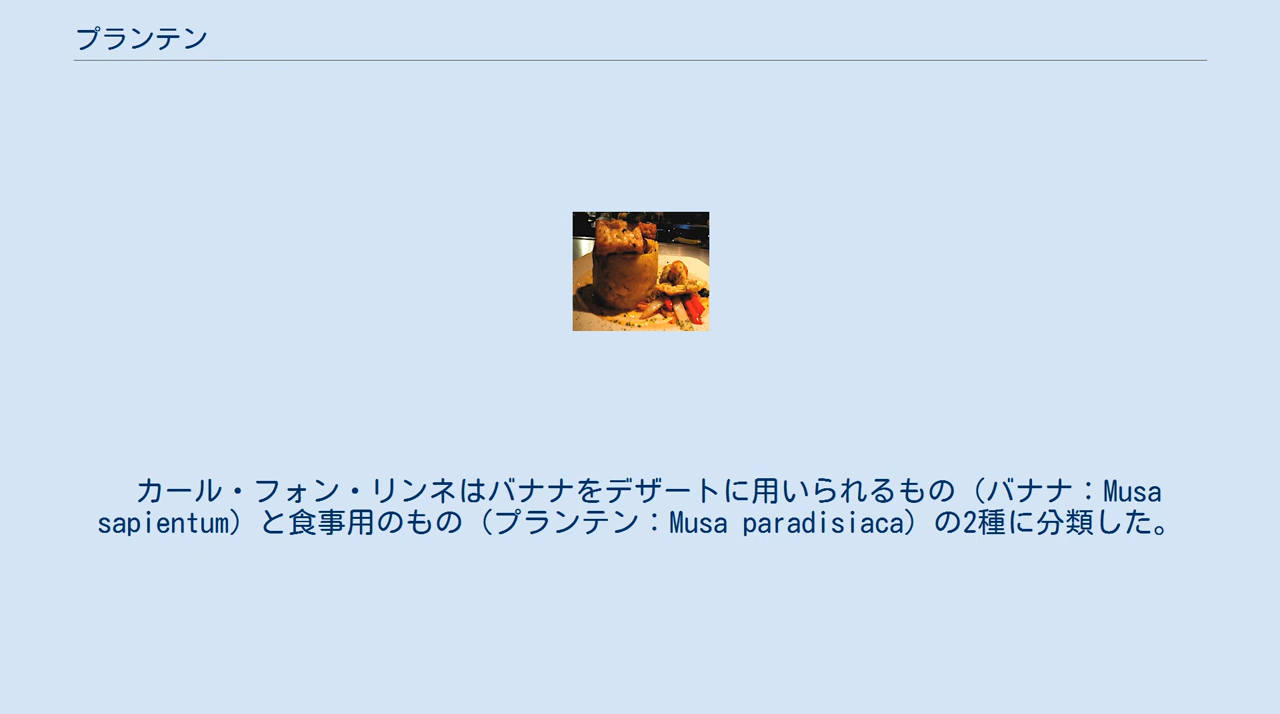 プランテン
カール・フォン・リンネはバナナをデザートに用いられるもの（バナナ：Musa
sapientum）と食事用のもの（プランテン：Musa paradisiaca）の2種に分類した。